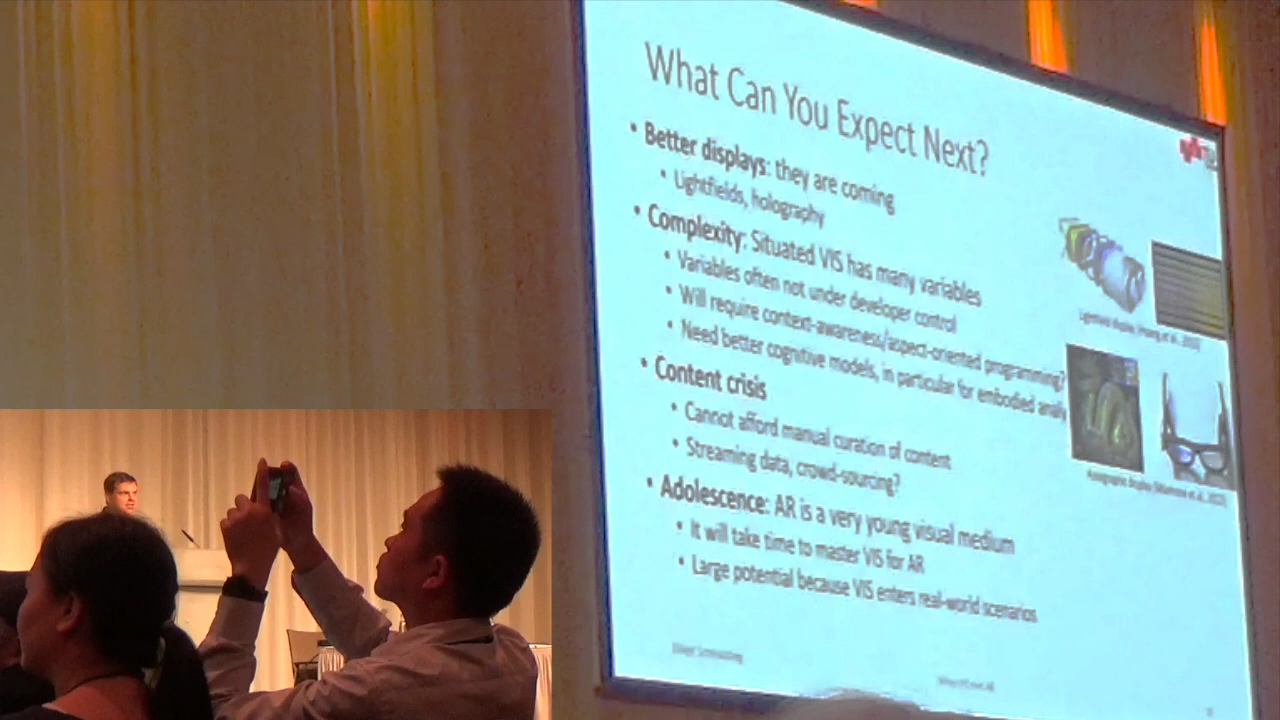 What Can You Expect Next?
• Better displays: they are coming
• Lightfields, holography
• Complexity: Situated VIS has many variables
• Variables often not under developer control
• Will require context-awareness/aspect-oriented programming?
• Need better cognitive models, in particular for embodied analy
• Content crisis
• Cannot afford manual curation of content
• Streaming data, crowd-sourcing?
• Adolescence: AR is a very young visual medium
• It will take time to master VIS for AR
• Large potential because VIS enters real-world scenarios
Lightfield display